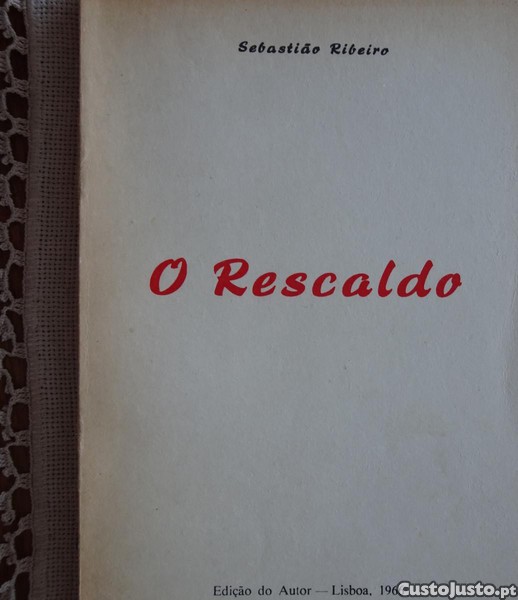 Sebastião Ribeiro
O Rescaldo
Edição do Autor — Lisboa,
CustoJusto.pt